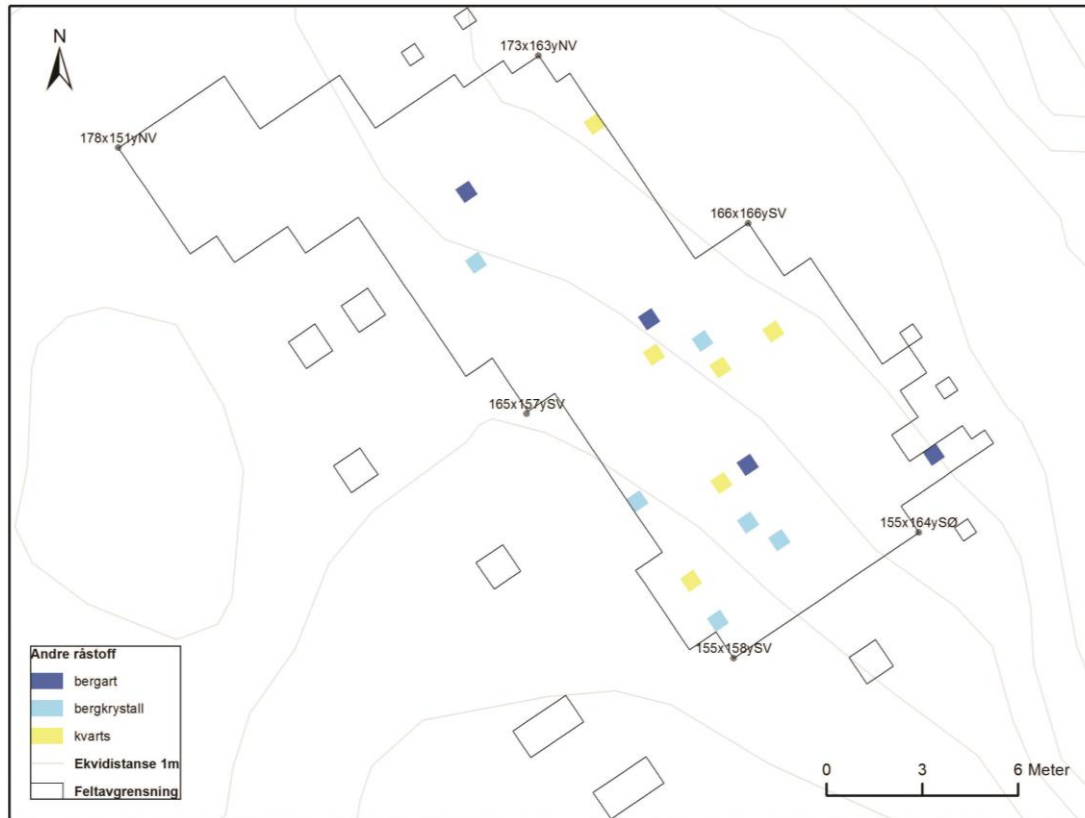 N
173x163yNV
178x151yNV
166x166ySV
165x157ySV
155x164ySØ
155x158ySV
Andre råstoff
bergart
bergkrystall
kvarts
Ekvidistanse 1m
Feltavgrensning
0 3 6 Meter